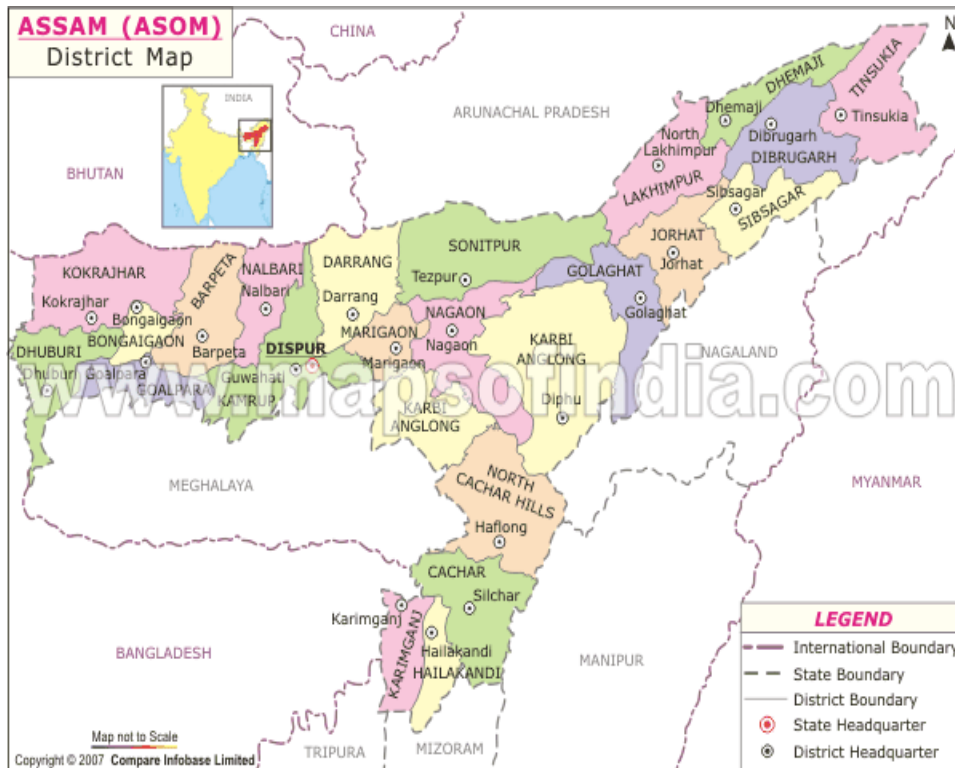 ASSAM (ASOM)
District Map
INDIA
CHINA
N
ARUNACHAL PRADESH
BHUTAN
DHEMAJI
Dhemaji
TINSUKIA
Tinsukia
Dibrugarh
DIBRUGARH
North
Lakhimpur
LAKHIMPUR
Sibsagar
SIBSAGAR
JORHAT
Jorhat
SONITPUR
Tezpur
GOLAGHAT
Golaghat
KOKRAJHAR
Kokrajhar
BARPETA
Barpeta
NALBARI
Nalbari
DARRANG
Darrang
Bongaigaon
BONGAIGAON
MARIGAON
Marigaon
NAGAON
Nagaon
KARBI
ANGLONG
Diphu
DHUBURI
Dhuburi
Goalpara
GOALPARA
DISPUR
Guwahati
KAMRUP
KARBI
ANGLONG
NAGALAND
www.mapsofindia.com
MEGHALAYA
MYANMAR
NORTH
CACHAR HILLS
Haflong
CACHAR
Silchar
Karimganj
KARIMGANJ
Hailakandi
HAILAKANDI
BANGLADESH
MANIPUR
TRIPURA
MIZORAM
LEGEND
International Boundary
State Boundary
District Boundary
State Headquarter
District Headquarter
Map not to Scale
Copyright © 2007 Compare Infobase Limited